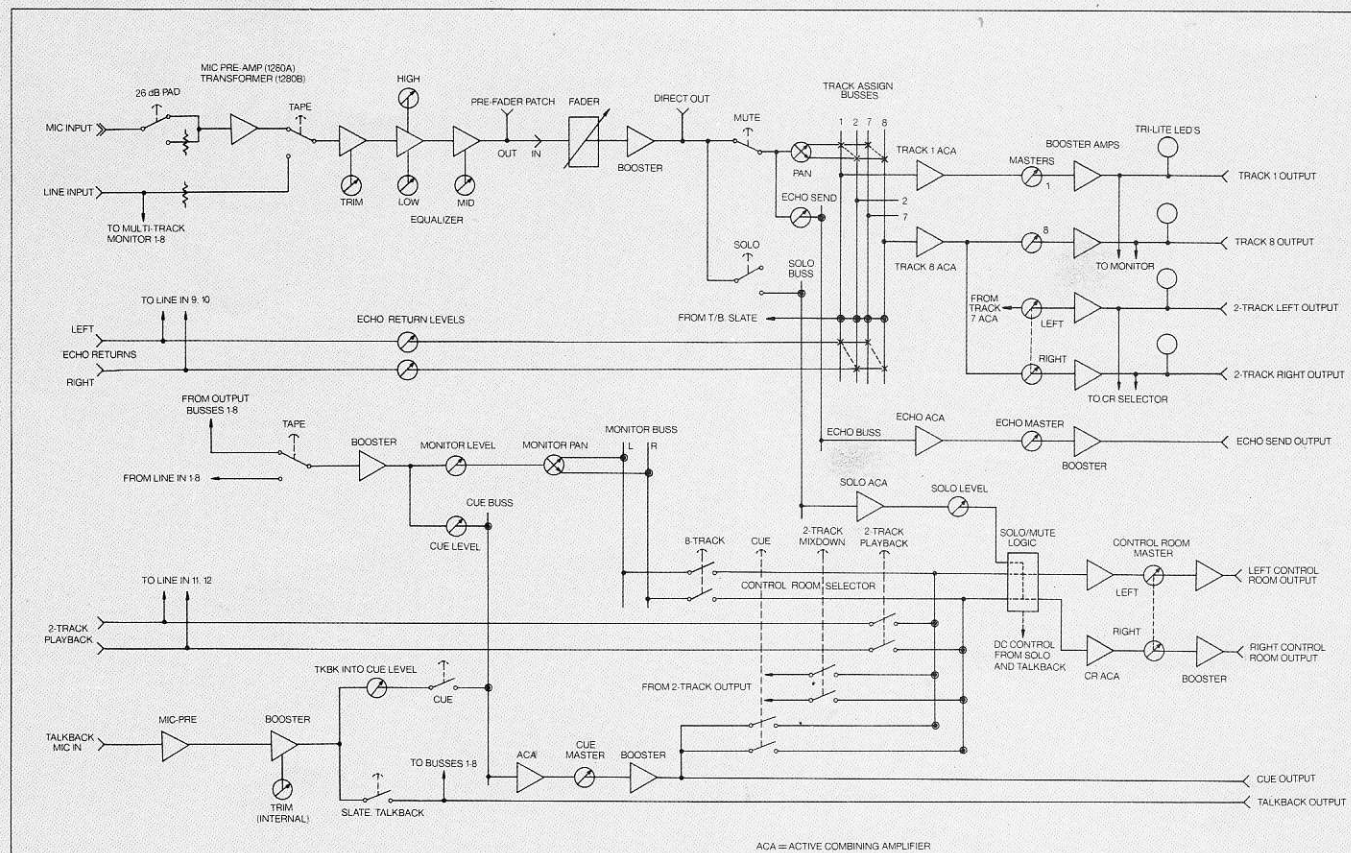 MIC PRE-AMP (1260A)
TRANSFORMER (1280B)
26 dB PAD
TAPE
HIGH
PRE-FADER PATCH
FADER
DIRECT OUT
MUTE
TRACK ASSIGN
BUSSES
1 2 7 8
TRI-LITE LED'S
MIC INPUT
OUT
IN
BOOSTER
PAN
TRACK 1 ACA
MASTERS
1
BOOSTER AMPS
TRACK 1 OUTPUT
LINE INPUT
TRIM
LOW
MID
EQUALIZER
ECHO SEND
2
7
TO MULTI-TRACK
MONITOR 1-8
SOLO
SOLO
BUSS
TRACK 8 ACA
8
TRACK 8 OUTPUT
TO MONITOR
TO LINE IN 9, 10
FROM
TRACK
7 ACA
LEFT
2-TRACK LEFT OUTPUT
FROM T/B. SLATE
LEFT
ECHO RETURNS
RIGHT
ECHO RETURN LEVELS
RIGHT
2-TRACK RIGHT OUTPUT
TO CR SELECTOR
FROM OUTPUT
BUSSES 1-8
TAPE
BOOSTER
MONITOR LEVEL
MONITOR PAN
MONITOR BUSS
L R
ECHO BUSS
ECHO ACA
ECHO MASTER
BOOSTER
ECHO SEND OUTPUT
FROM LINE IN 1-8
CUE BUSS
CUE LEVEL
SOLO ACA
SOLO LEVEL
8-TRACK
CUE
2-TRACK
MIXDOWN
2-TRACK
PLAYBACK
SOLO/MUTE
LOGIC
CONTROL ROOM
MASTER
CONTROL ROOM SELECTOR
LEFT
LEFT CONTROL
ROOM OUTPUT
TO LINE IN 11, 12
2-TRACK
PLAYBACK
DC CONTROL
FROM SOLO
AND TALKBACK
RIGHT
CR ACA
BOOSTER
RIGHT CONTROL
ROOM OUTPUT
TKBK INTO CUE LEVEL
CUE
FROM 2-TRACK OUTPUT
TALKBACK
MIC IN
MIC-PRE
BOOSTER
TRIM
(INTERNAL)
SLATE TALKBACK
TO BUSSES 1-8
ACA
CUE
MASTER
BOOSTER
CUE OUTPUT
TALKBACK OUTPUT
ACA = ACTIVE COMBINING AMPLIFIER